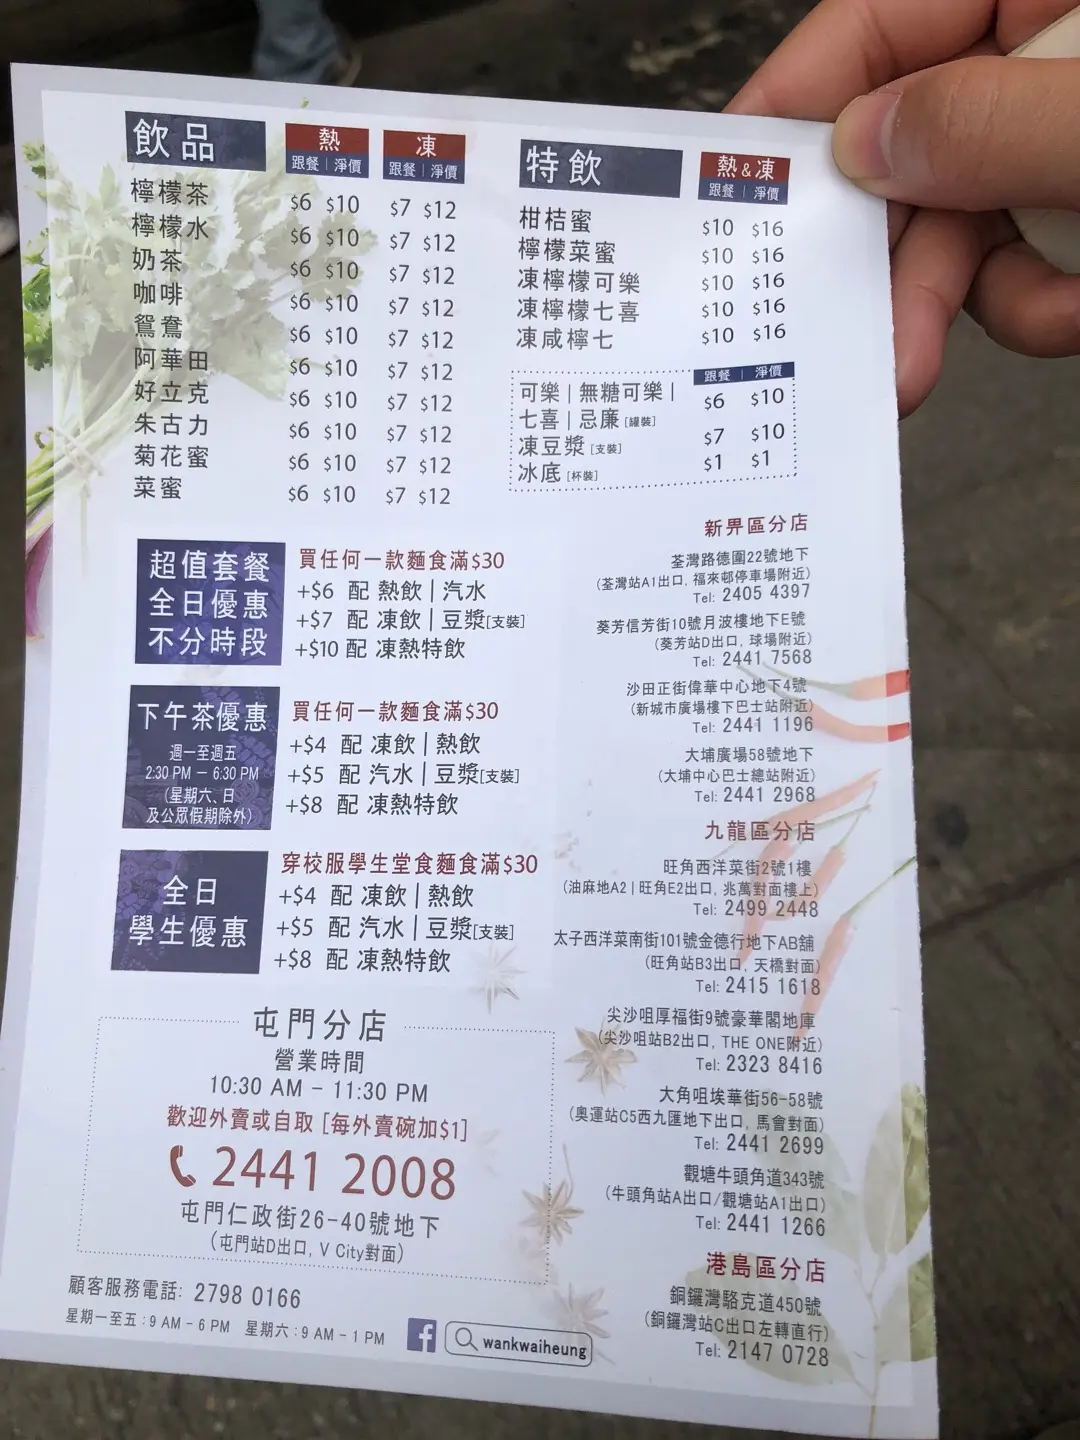 飲品
熱
凍
跟餐 | 淨價
跟餐 | 淨價
檸檬茶 $6 $10 $7 $12
檸檬水 $6 $10 $7 $12
奶茶 $6 $10 $7 $12
咖啡 $6 $10 $7 $12
鴛鴦 $6 $10 $7 $12
阿華田 $6 $10 $7 $12
好立克 $6 $10 $7 $12
朱古力 $6 $10 $7 $12
菊花蜜 $6 $10 $7 $12
菜蜜 $6 $10 $7 $12
特飲
熱&凍
跟餐 | 淨價
柑桔蜜 $10 $16
檸檬菜蜜 $10 $16
凍檸檬可樂 $10 $16
凍檸檬七喜 $10 $16
凍咸檸七 $10 $16
跟餐 | 淨價
可樂 | 無糖可樂 |
七喜 | 忌廉 [罐裝] $6 $10
凍豆漿 [支裝] $7 $10
冰底 [杯裝] $1 $1
超值套餐
全日優惠
不分時段
買任何一款麵食滿$30
+$6 配 熱飲 | 汽水
+$7 配 凍飲 | 豆漿[支裝]
+$10 配 凍熱特飲
下午茶優惠
週一至週五
2:30 PM – 6:30 PM
(星期六、日
及公眾假期除外)
買任何一款麵食滿$30
+$4 配 凍飲 | 熱飲
+$5 配 汽水 | 豆漿[支裝]
+$8 配 凍熱特飲
全日
學生優惠
穿校服學生堂食麵食滿$30
+$4 配 凍飲 | 熱飲
+$5 配 汽水 | 豆漿[支裝]
+$8 配 凍熱特飲
屯門分店
營業時間
10:30 AM – 11:30 PM
歡迎外賣或自取 [每外賣碗加$1]
2441 2008
屯門仁政街26-40號地下
(屯門站D出口, V City對面)
顧客服務電話: 2798 0166
星期一至五 : 9 AM – 6 PM 星期六 : 9 AM – 1 PM
f
wankwaiheung
新界區分店
荃灣路德圍22號地下
(荃灣站A1出口, 福來邨停車場附近)
Tel: 2405 4397
葵芳信芳街10號月波樓地下E號
(葵芳站D出口, 球場附近)
Tel: 2441 7568
沙田正街偉華中心地下4號
(新城市廣場樓下巴士站附近)
Tel: 2441 1196
大埔廣場58號地下
(大埔中心巴士總站附近)
Tel: 2441 2968
九龍區分店
旺角西洋菜街2號1樓
(油麻地A2 | 旺角E2出口, 兆萬對面樓上)
Tel: 2499 2448
太子西洋菜南街101號金德行地下AB舖
(旺角站B3出口, 天橋對面)
Tel: 2415 1618
尖沙咀厚福街9號豪華閣地庫
(尖沙咀站B2出口, THE ONE附近)
Tel: 2323 8416
大角咀埃華街56-58號
(奧運站C5西九匯地下出口, 馬會對面)
Tel: 2441 2699
觀塘牛頭角道343號
(牛頭角站A出口/觀塘站A1出口)
Tel: 2441 1266
港島區分店
銅鑼灣駱克道450號
(銅鑼灣站C出口左轉直行)
Tel: 2147 0728